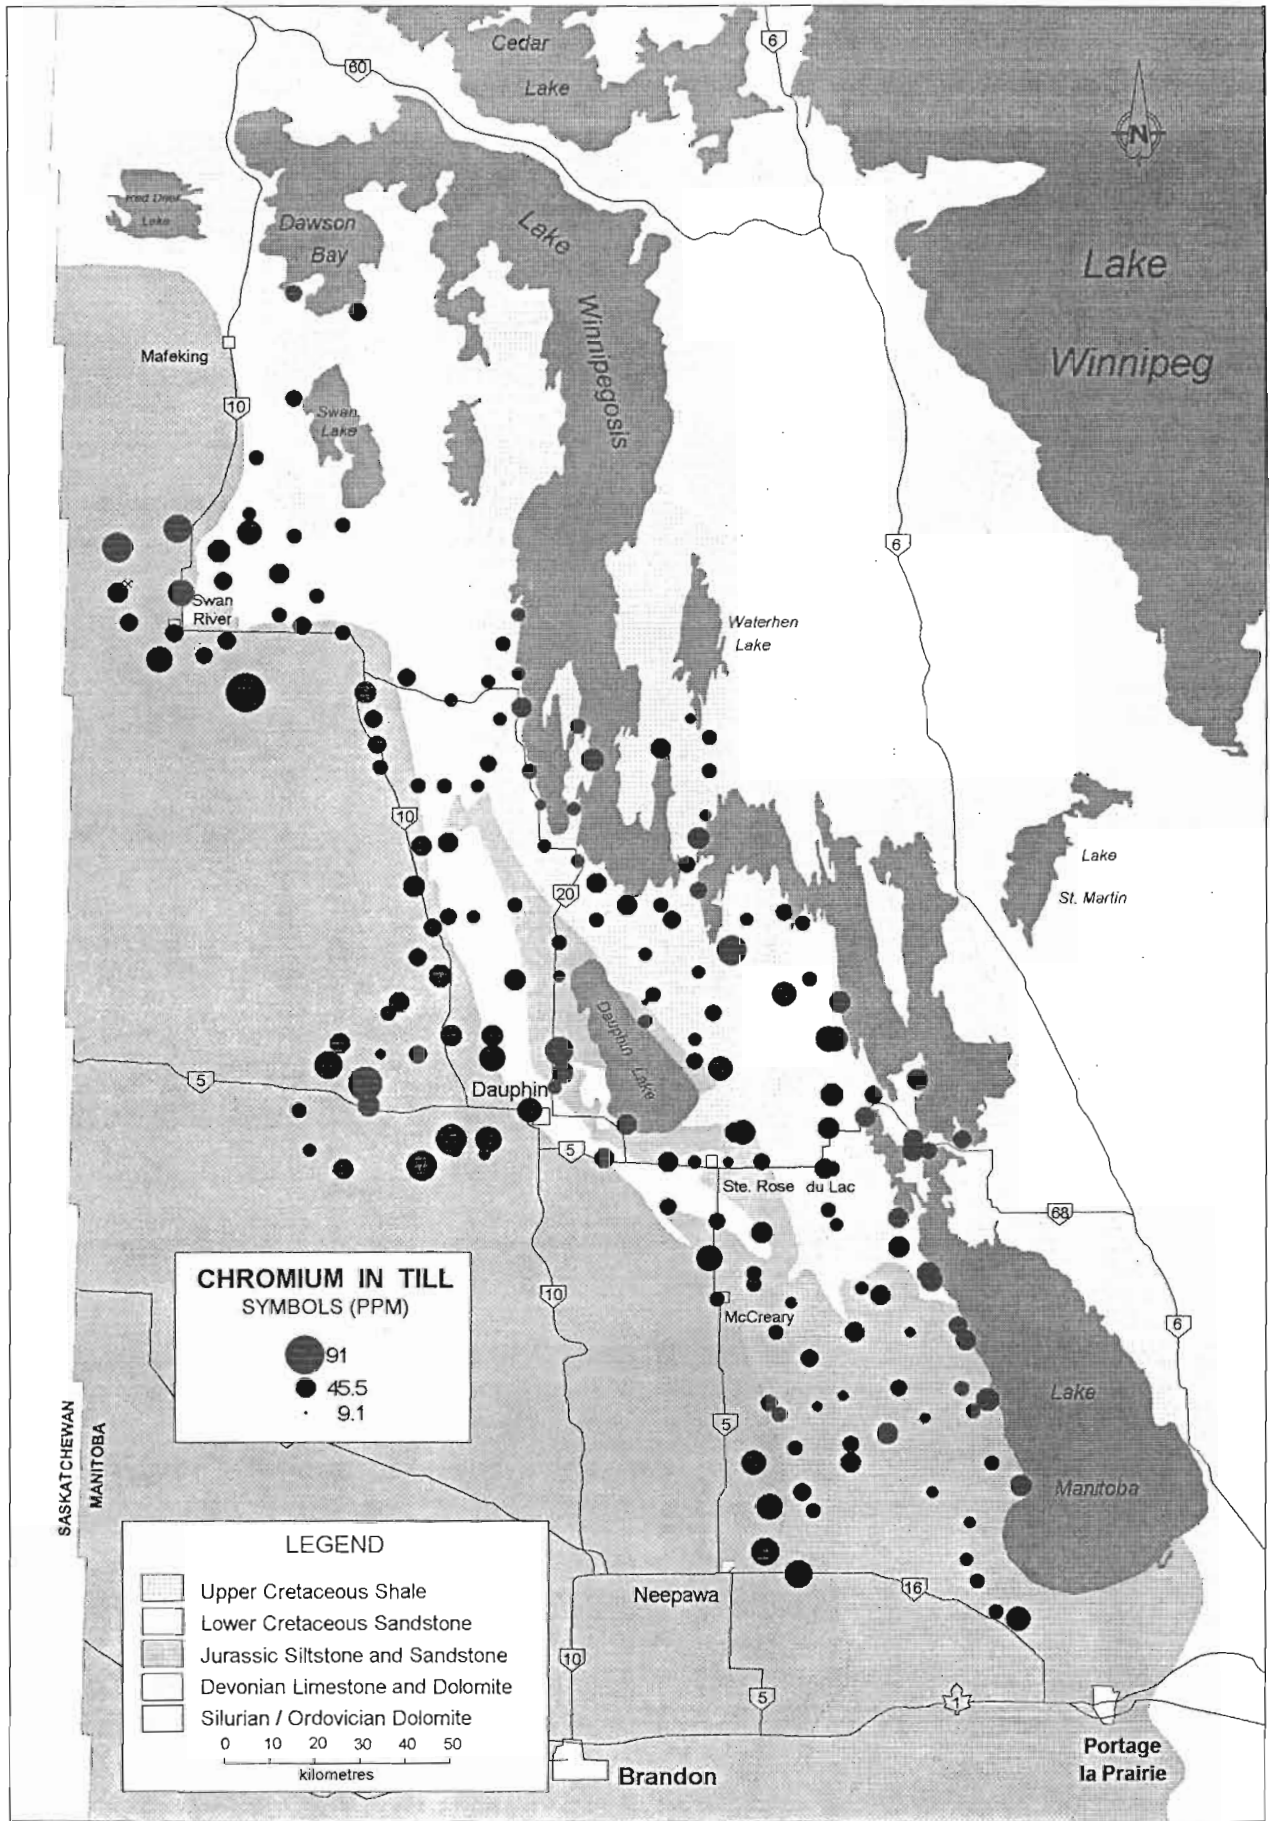 Cedar
Lake
6
60
N
Red Deer
Lake
Dawson
Bay
Lake
Winnipegosis
Lake
Winnipeg
Mafeking
10
Swan
Lake
6
Swan
River
Waterhen
Lake
10
20
Lake
St. Martin
Dauphin Lake
5
Dauphin
5
Ste. Rose du Lac
68
10
6
McCreary
CHROMIUM IN TILL
SYMBOLS (PPM)
91
45.5
9.1
SASKATCHEWAN
MANITOBA
5
Lake
Manitoba
Neepawa
16
LEGEND
Upper Cretaceous Shale
Lower Cretaceous Sandstone
Jurassic Siltstone and Sandstone
Devonian Limestone and Dolomite
Silurian / Ordovician Dolomite
0 10 20 30 40 50
kilometres
10
5
1
Brandon
Portage
la Prairie